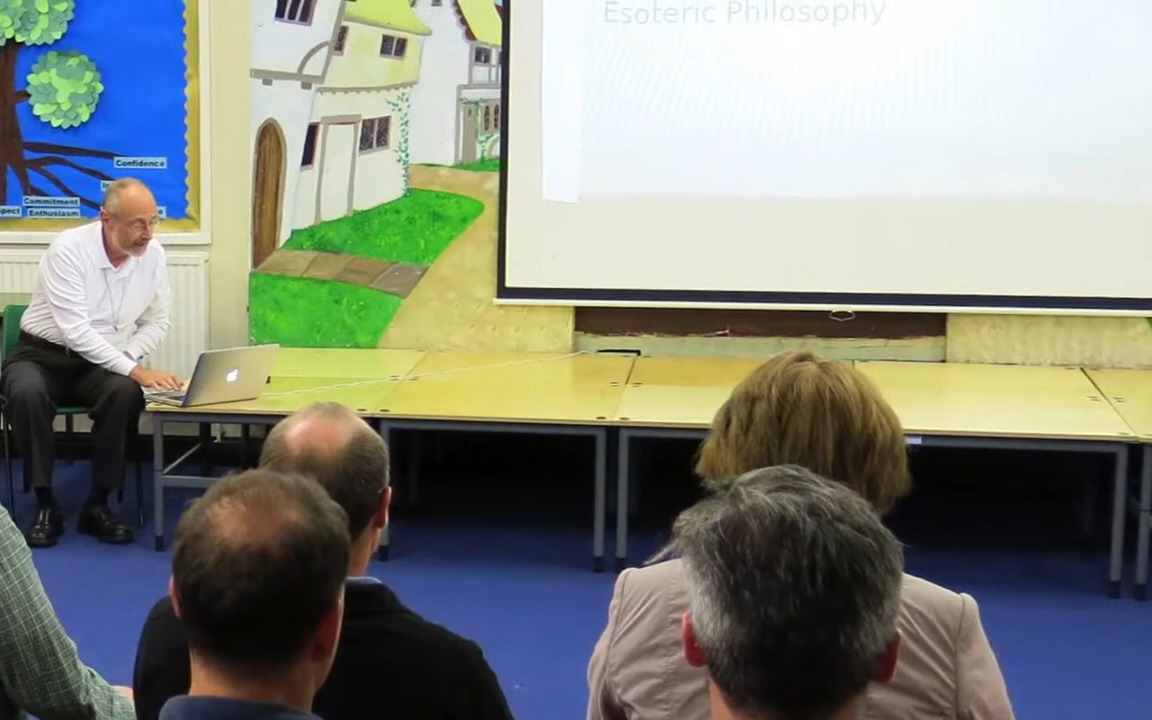 Esoteric Philosophy
Confidence
Commitment
Enthusiasm